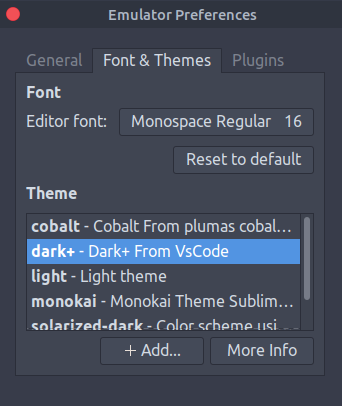 Emulator Preferences
General Font & Themes Plugins
Font
Editor font: Monospace Regular 16
Reset to default
Theme
cobalt - Cobalt From plumas cobal...
dark+ - Dark+ From VsCode
light - Light theme
monokai - Monokai Theme Sublim...
solarized-dark - Color scheme usi...
+ Add... More Info